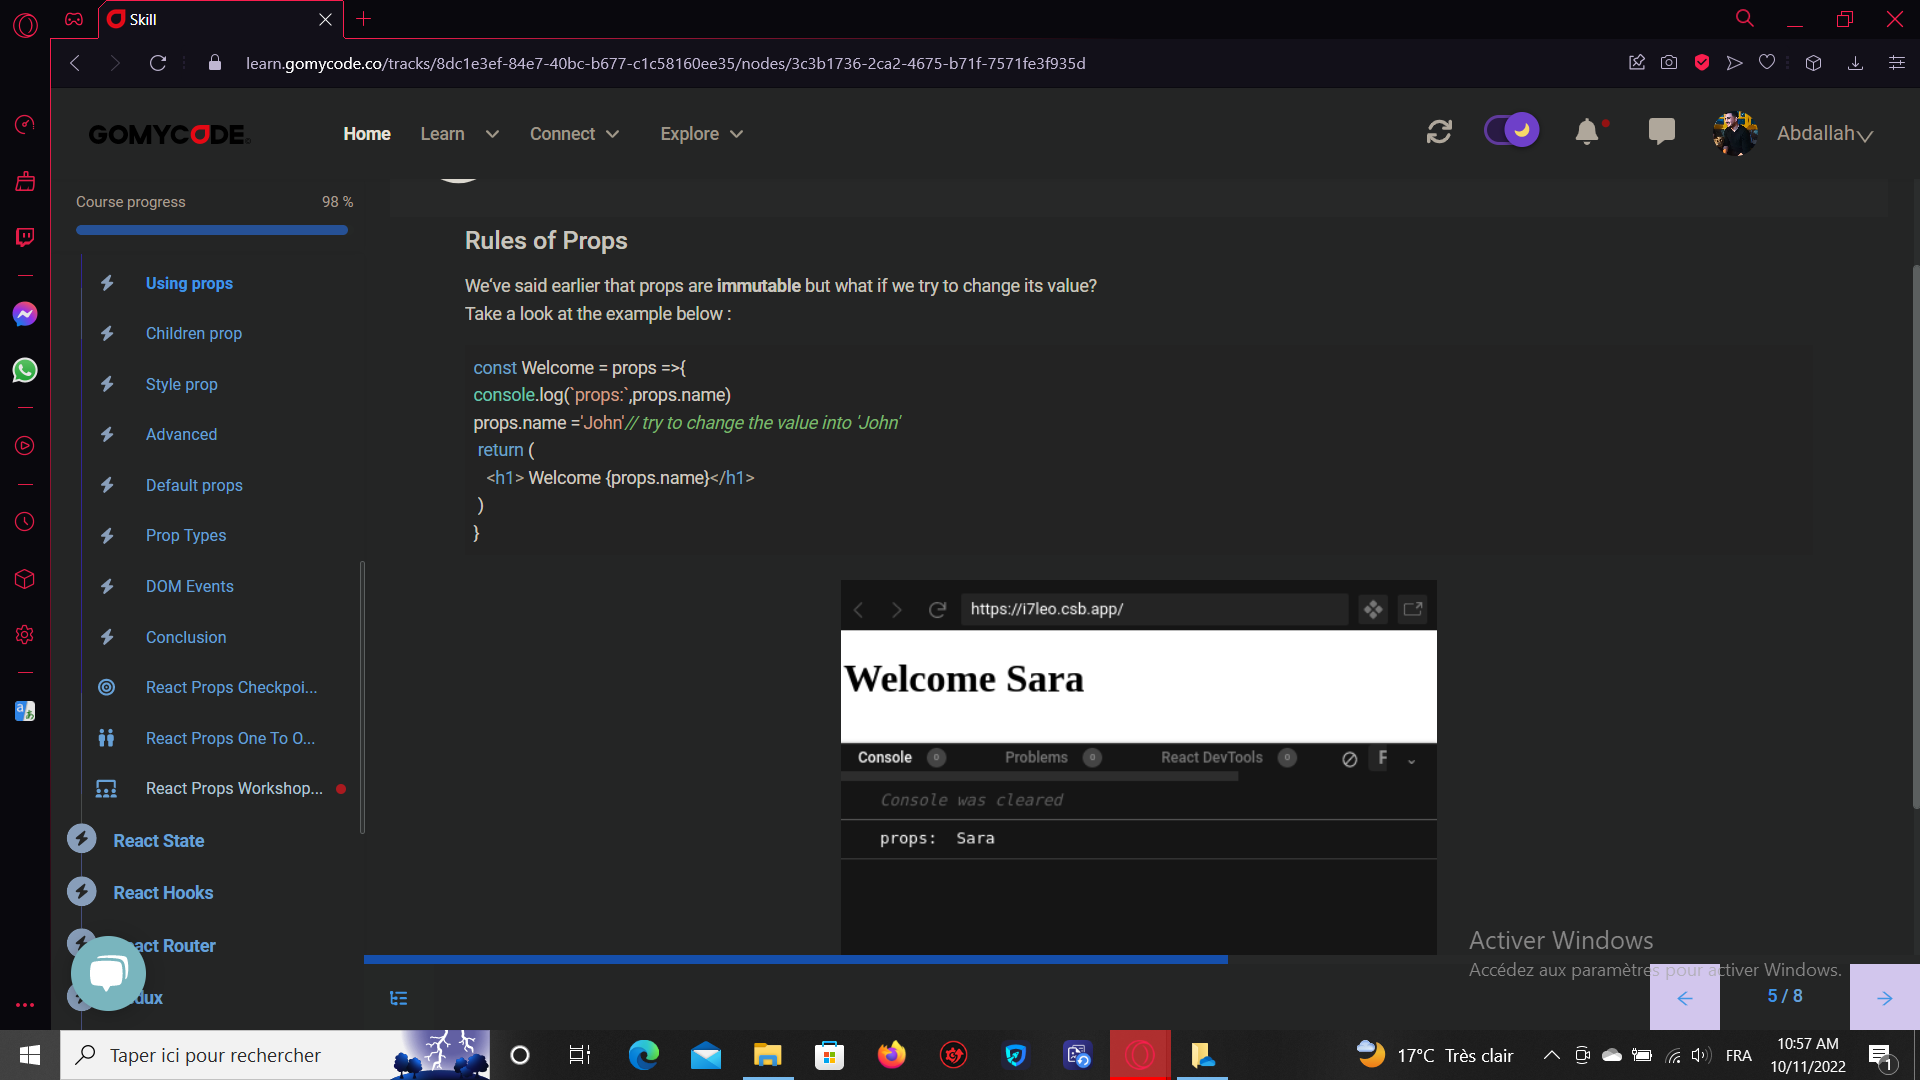 Skill
learn.gomycode.co/tracks/8dc1e3ef-84e7-40bc-b677-c1c58160ee35/nodes/3c3b1736-2ca2-4675-b71f-7571fe3f935d
GOMYCODE
Home
Learn
Connect
Explore
Abdallah
Course progress
98 %
Using props
Children prop
Style prop
Advanced
Default props
Prop Types
DOM Events
Conclusion
React Props Checkpoi...
React Props One To O...
React Props Workshop...
React State
React Hooks
act Router
dux
Rules of Props
We've said earlier that props are immutable but what if we try to change its value?
Take a look at the example below :
const Welcome = props =>{
console.log(`props:`,props.name)
props.name ='John'// try to change the value into 'John'
return (
<h1> Welcome {props.name}</h1>
)
}
https://i7leo.csb.app/
Welcome Sara
Console 0
Problems 0
React DevTools 0
F
Console was cleared
props: Sara
Activer Windows
Accédez aux paramètres pour activer Windows.
5 / 8
Taper ici pour rechercher
17°C Très clair
FRA
10:57 AM
10/11/2022
1